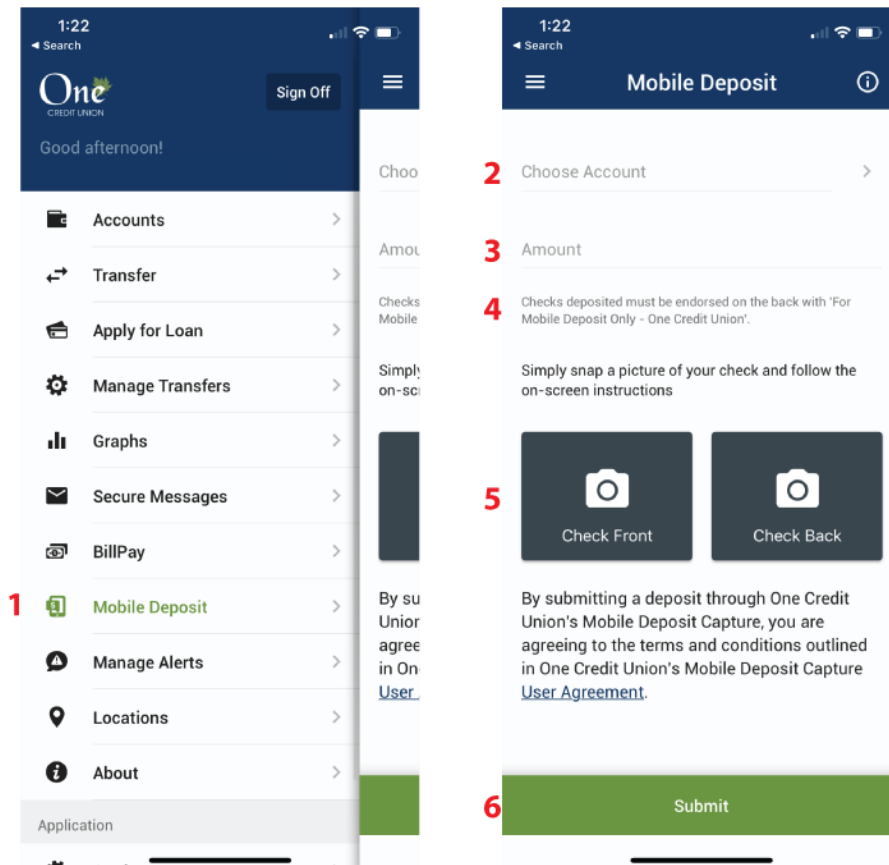 1:22
◄ Search
One
CREDIT UNION
Sign Off
Good afternoon!
Accounts
Transfer
Apply for Loan
Manage Transfers
Graphs
Secure Messages
BillPay
1 Mobile Deposit
Manage Alerts
Locations
About
Application
Choo
Amou
Checks
Mobile
Simply
on-scr
By su
Union
agree
in On
User
1:22
◄ Search
Mobile Deposit
2 Choose Account
3 Amount
4 Checks deposited must be endorsed on the back with 'For
Mobile Deposit Only - One Credit Union'.
Simply snap a picture of your check and follow the
on-screen instructions
5 Check Front Check Back
By submitting a deposit through One Credit
Union's Mobile Deposit Capture, you are
agreeing to the terms and conditions outlined
in One Credit Union's Mobile Deposit Capture
User Agreement.
6 Submit